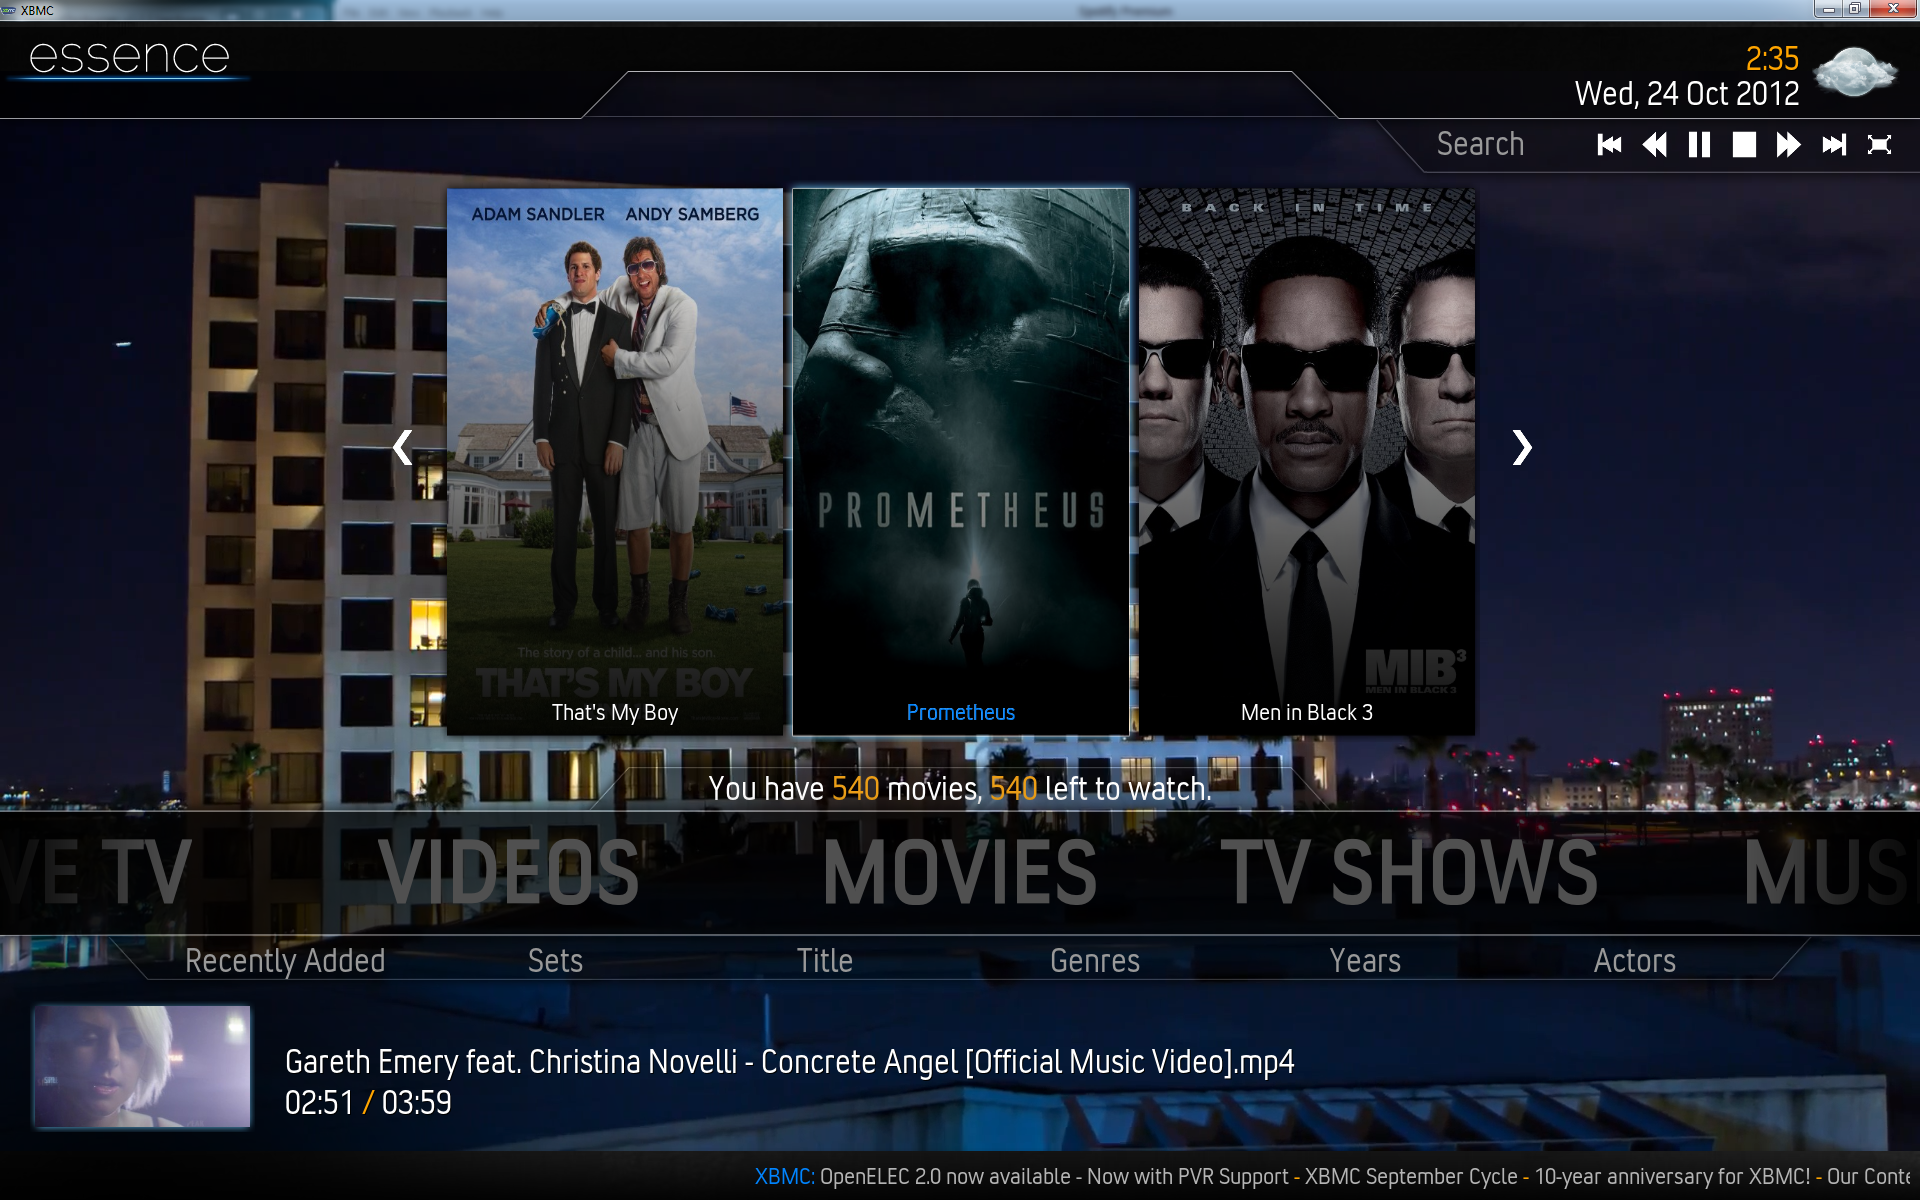 XBMC
essence
2:35
Wed, 24 Oct 2012
Search
ADAM SANDLER ANDY SAMBERG
BACK IN TIME
PROMETHEUS
The story of a child... and his son.
THAT'S MY BOY
MIB³
MEN IN BLACK 3
That's My Boy
Prometheus
Men in Black 3
You have 540 movies, 540 left to watch.
VE TV VIDEOS MOVIES TV SHOWS MUS
Recently Added Sets Title Genres Years Actors
Gareth Emery feat. Christina Novelli - Concrete Angel [Official Music Video].mp4
02:51 / 03:59
XBMC: OpenELEC 2.0 now available - Now with PVR Support - XBMC September Cycle - 10-year anniversary for XBMC! - Our Conte